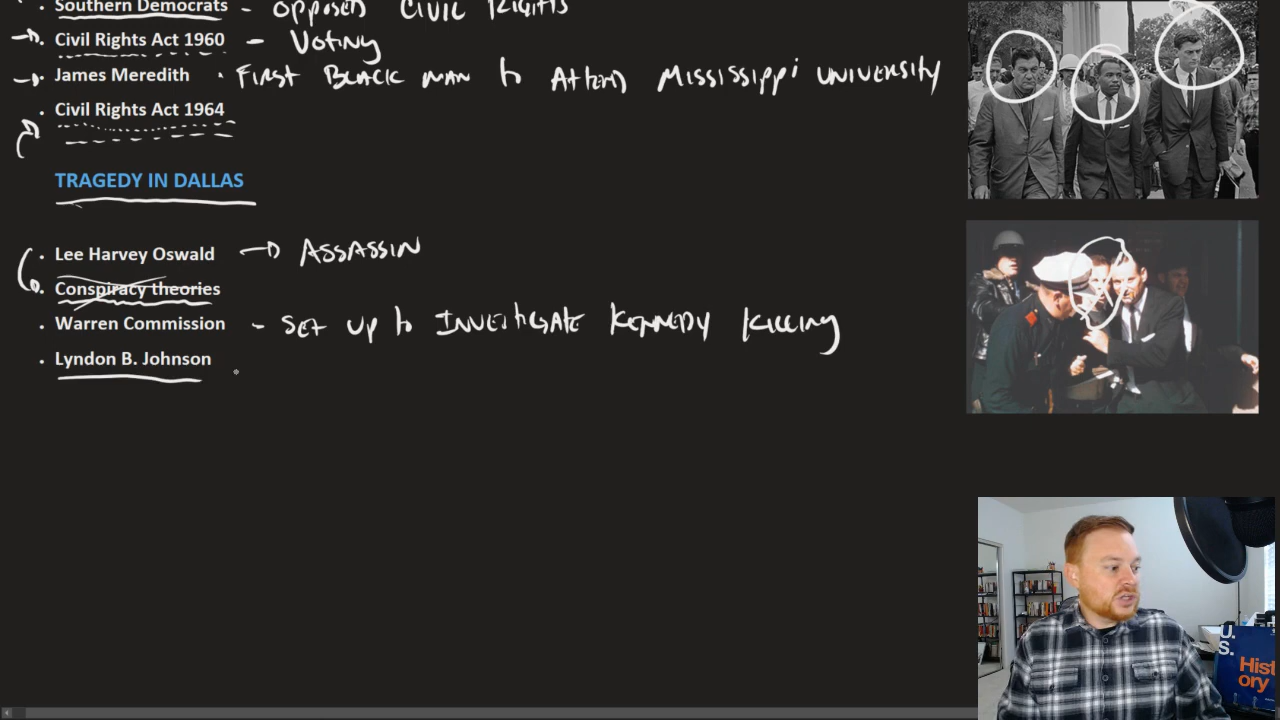 · Southern Democrats - opposed Civil Rights
→ Civil Rights Act 1960 - Voting
→ James Meredith · First Black man to Attend Mississippi University
· Civil Rights Act 1964
TRAGEDY IN DALLAS
· Lee Harvey Oswald → Assassin
· Conspiracy theories
· Warren Commission - Set up to Investigate Kennedy Killing
· Lyndon B. Johnson
U.
S.
Hist
ory